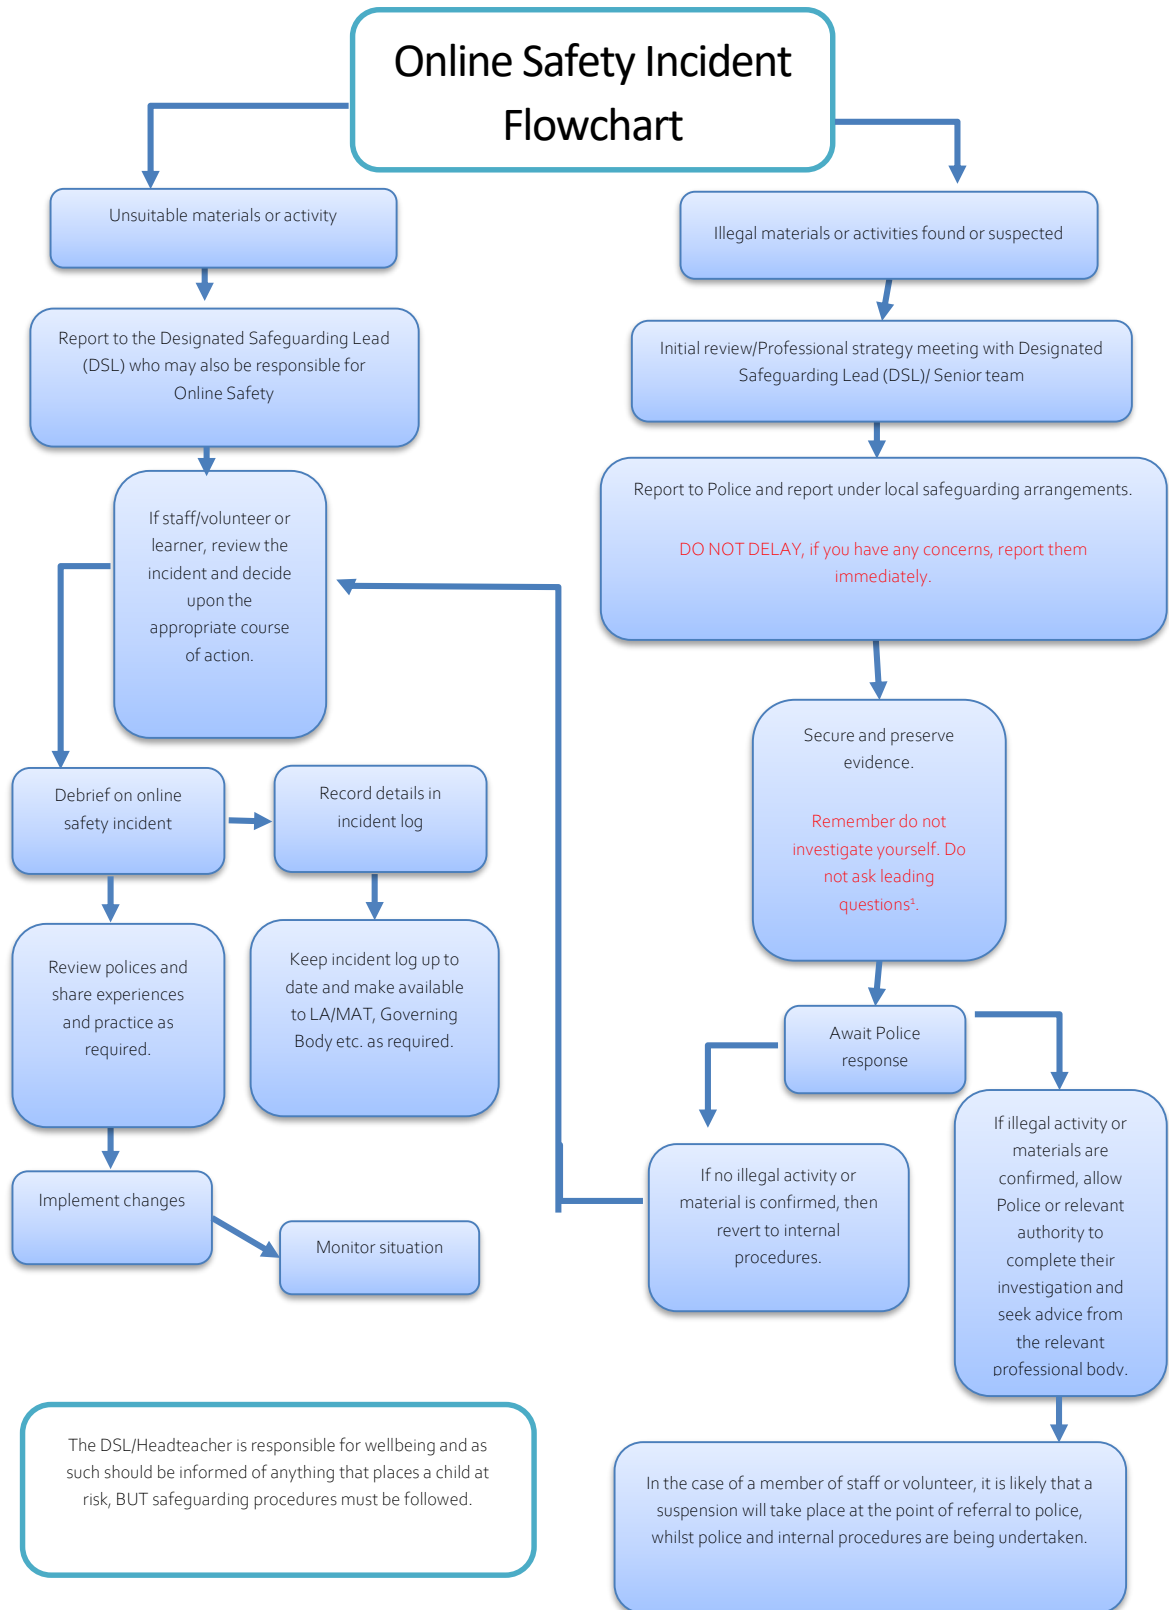 Online Safety Incident
Flowchart
Unsuitable materials or activity
Report to the Designated Safeguarding Lead
(DSL) who may also be responsible for
Online Safety
If staff/volunteer or
learner, review the
incident and decide
upon the
appropriate course
of action.
Debrief on online
safety incident
Record details in
incident log
Review polices and
share experiences
and practice as
required.
Keep incident log up to
date and make available
to LA/MAT, Governing
Body etc. as required.
Implement changes
Monitor situation
Illegal materials or activities found or suspected
Initial review/Professional strategy meeting with Designated
Safeguarding Lead (DSL)/ Senior team
Report to Police and report under local safeguarding arrangements.
DO NOT DELAY, if you have any concerns, report them
immediately.
Secure and preserve
evidence.
Remember do not
investigate yourself. Do
not ask leading
questions¹.
Await Police
response
If no illegal activity or
material is confirmed, then
revert to internal
procedures.
If illegal activity or
materials are
confirmed, allow
Police or relevant
authority to
complete their
investigation and
seek advice from
the relevant
professional body.
In the case of a member of staff or volunteer, it is likely that a
suspension will take place at the point of referral to police,
whilst police and internal procedures are being undertaken.
The DSL/Headteacher is responsible for wellbeing and as
such should be informed of anything that places a child at
risk, BUT safeguarding procedures must be followed.